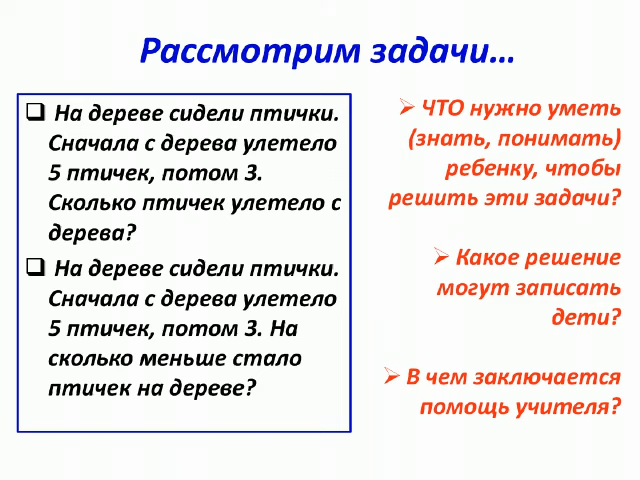 Рассмотрим задачи…
На дереве сидели птички.
Сначала с дерева улетело
5 птичек, потом 3.
Сколько птичек улетело с
дерева?
На дереве сидели птички.
Сначала с дерева улетело
5 птичек, потом 3. На
сколько меньше стало
птичек на дереве?
ЧТО нужно уметь
(знать, понимать)
ребенку, чтобы
решить эти задачи?
Какое решение
могут записать
дети?
В чем заключается
помощь учителя?